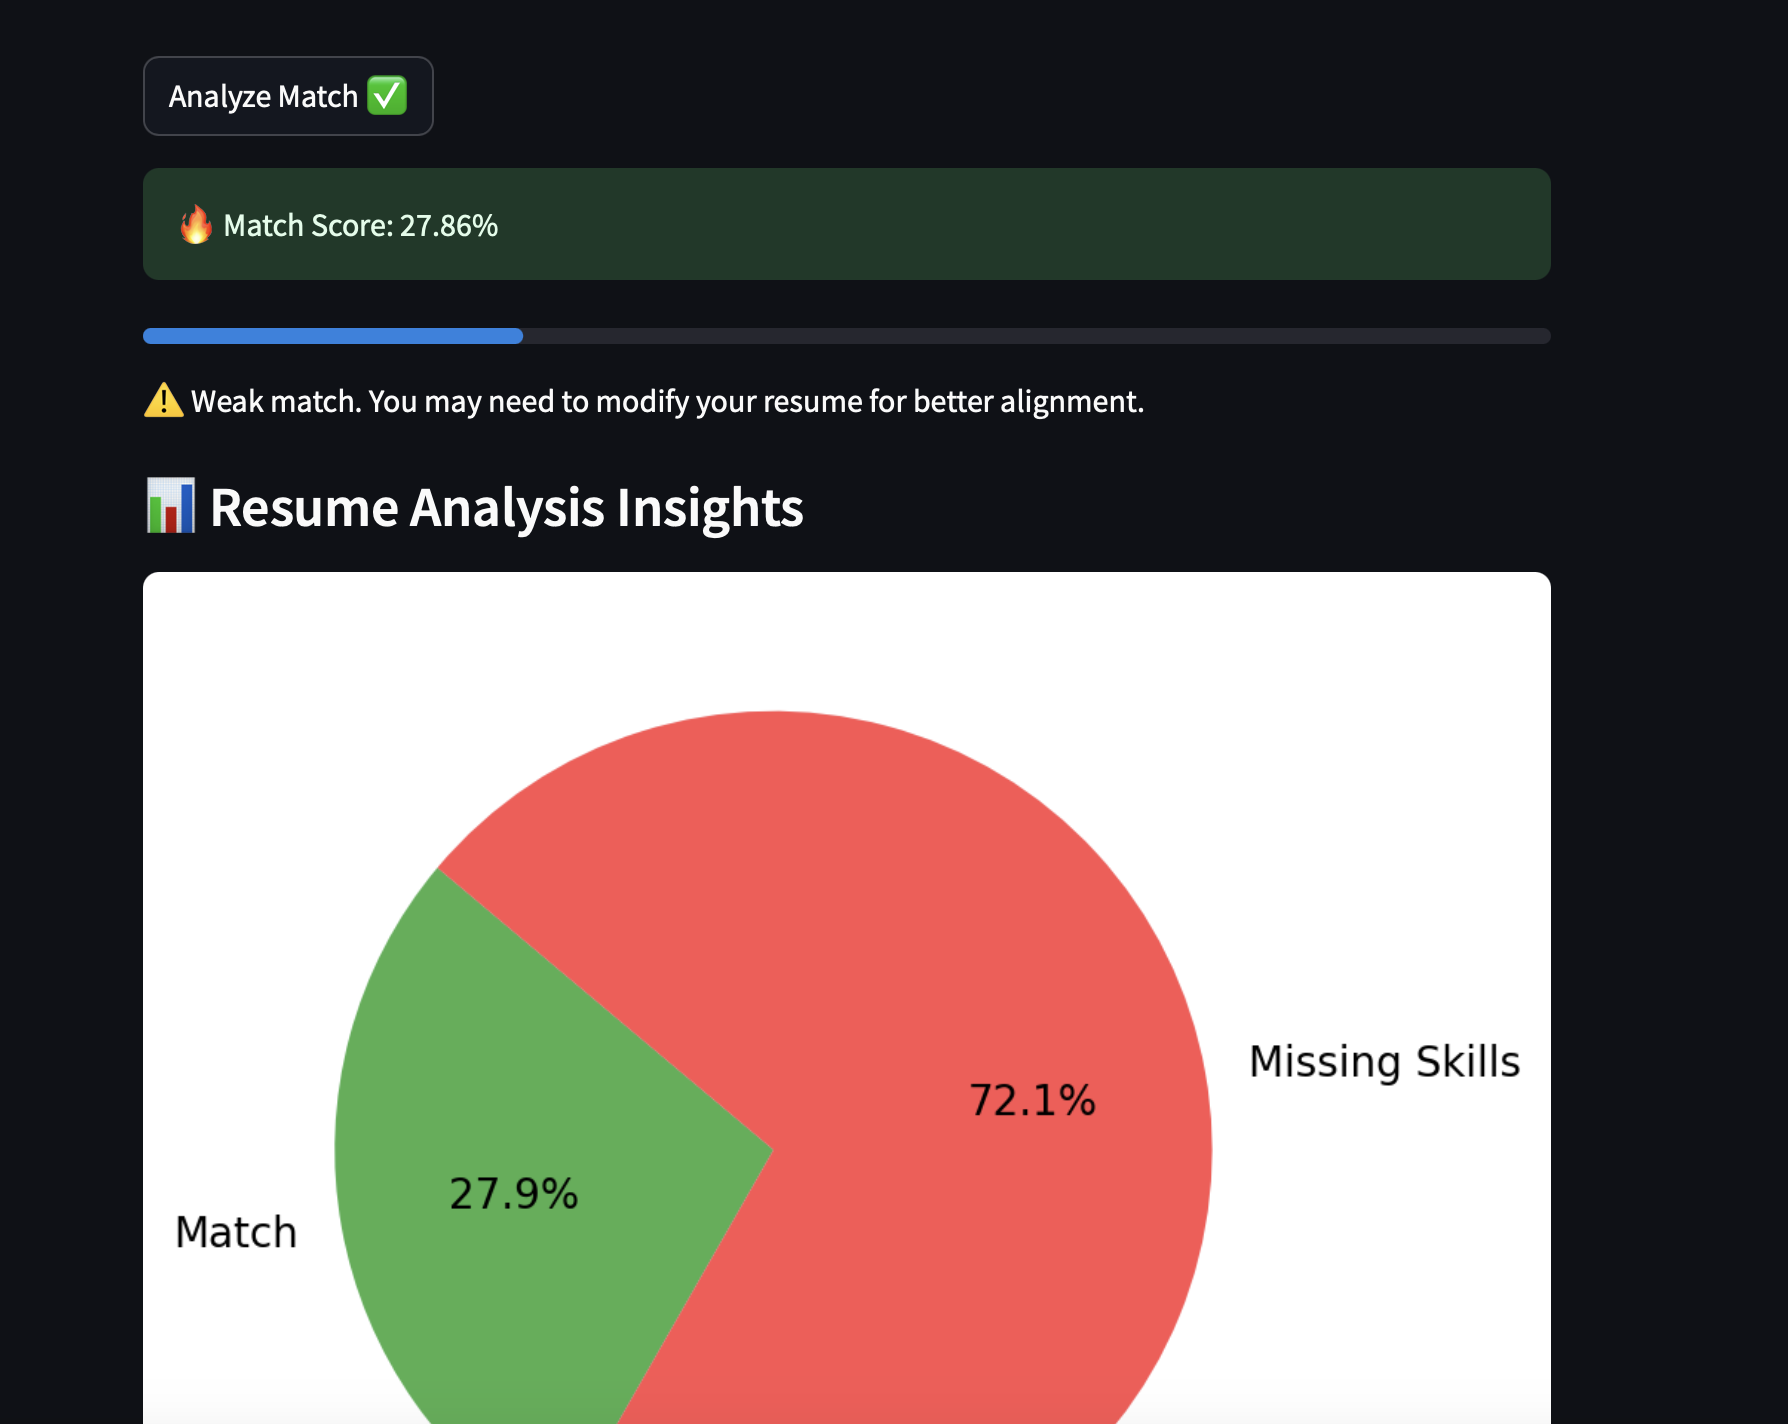 Analyze Match ✅
🔥 Match Score: 27.86%
⚠️ Weak match. You may need to modify your resume for better alignment.
📊 Resume Analysis Insights
Missing Skills
72.1%
27.9%
Match